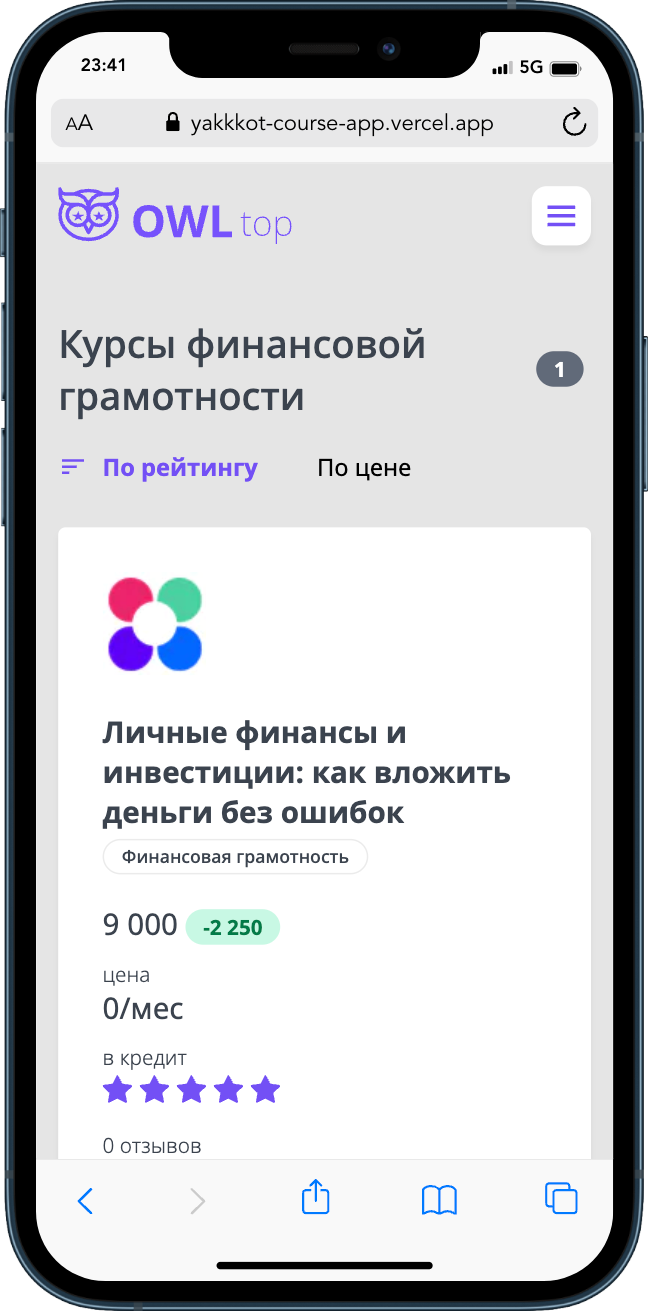 23:41
5G
AA yakkkot-course-app.vercel.app
OWL top
Курсы финансовой
грамотности
1
По рейтингу По цене
Личные финансы и
инвестиции: как вложить
деньги без ошибок
Финансовая грамотность
9 000 -2 250
цена
0/мес
в кредит
0 отзывов